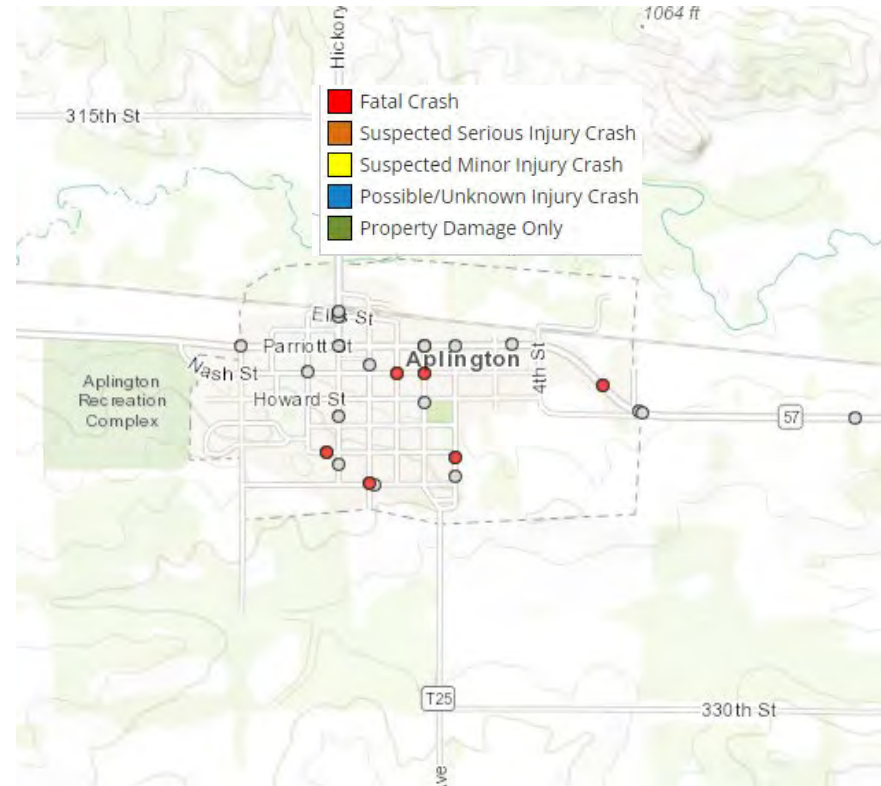 1064 ft
Hickory
315th St
Fatal Crash
Suspected Serious Injury Crash
Suspected Minor Injury Crash
Possible/Unknown Injury Crash
Property Damage Only
St
Parriott St
Aplington
Nash St
4th St
Aplington
Recreation
Complex
Howard St
57
T25
330th St
ve